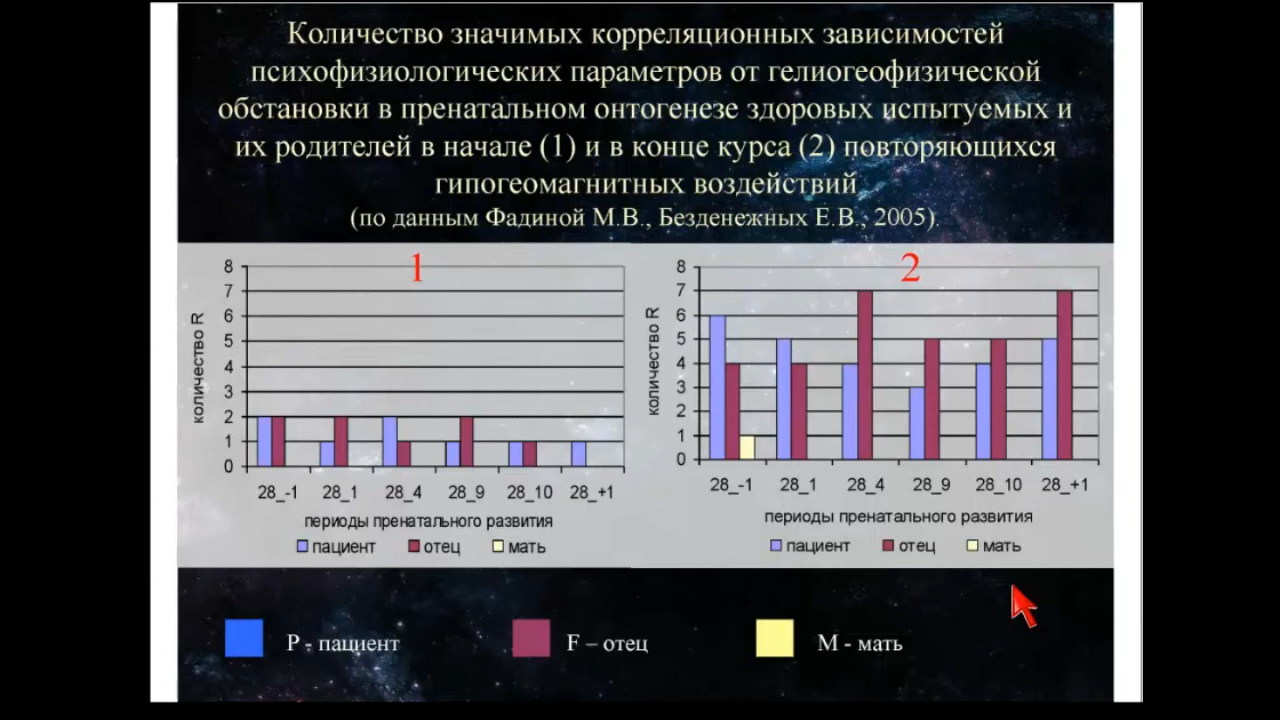 Количество значимых корреляционных зависимостей
психофизиологических параметров от гелиогеофизической
обстановки в пренатальном онтогенезе здоровых испытуемых и
их родителей в начале (1) и в конце курса (2) повторяющихся
гипогеомагнитных воздействий
(по данным Фадиной М.В., Безденежных Е.В., 2005).
1
8
7
6
5
4
3
2
1
0
количество R
28_-1 28_1 28_4 28_9 28_10 28_+1
периоды пренатального развития
пациент отец мать
2
8
7
6
5
4
3
2
1
0
количество R
28_-1 28_1 28_4 28_9 28_10 28_+1
периоды пренатального развития
пациент отец мать
P - пациент F – отец M - мать